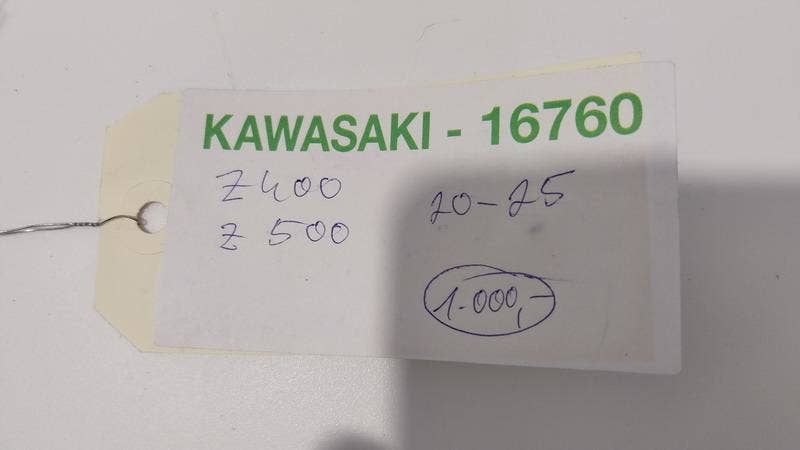 KAWASAKI - 16760
Z400 20-25
Z 500
1.000,-